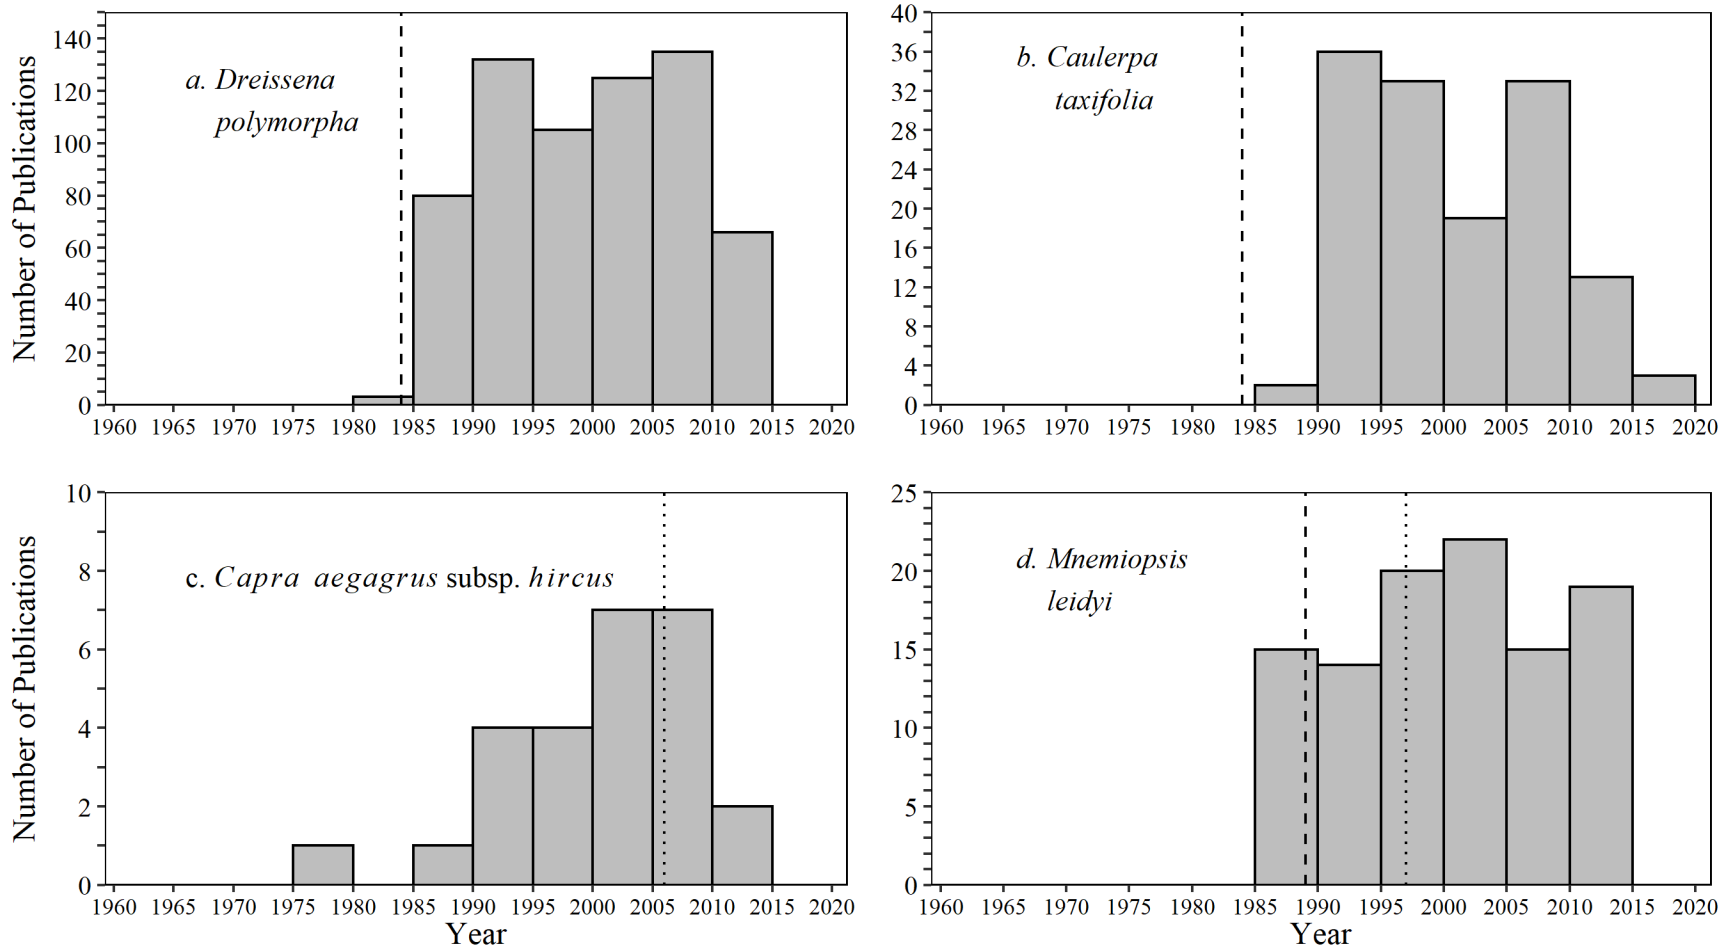 Number of Publications
140
120
100
80
60
40
20
0
a. Dreissena
polymorpha
1960 1965 1970 1975 1980 1985 1990 1995 2000 2005 2010 2015 2020
40
36
32
28
24
20
16
12
8
4
0
b. Caulerpa
taxifolia
1960 1965 1970 1975 1980 1985 1990 1995 2000 2005 2010 2015 2020
Number of Publications
10
8
6
4
2
0
c. Capra aegagrus subsp. hircus
1960 1965 1970 1975 1980 1985 1990 1995 2000 2005 2010 2015 2020
Year
25
20
15
10
5
0
d. Mnemiopsis
leidyi
1960 1965 1970 1975 1980 1985 1990 1995 2000 2005 2010 2015 2020
Year